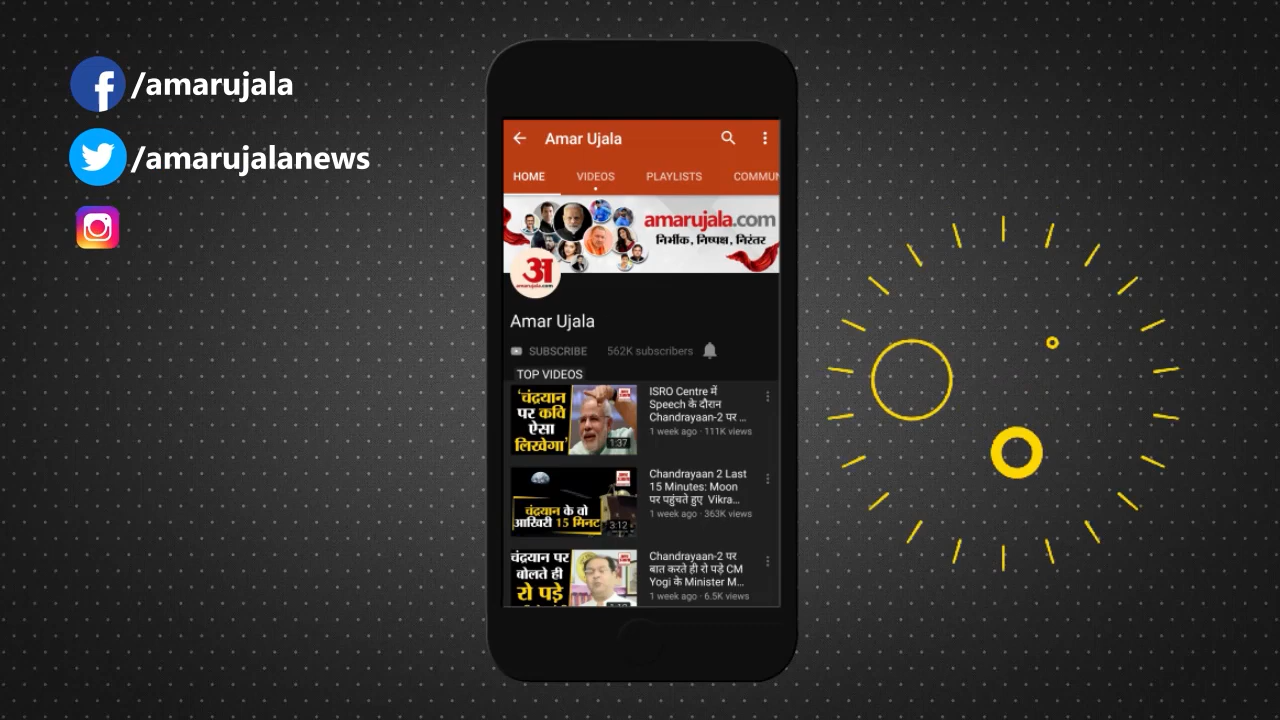 /amarujala
/amarujalanews
Amar Ujala
HOME VIDEOS PLAYLISTS COMMUN
amarujala.com
निर्भीक, निष्पक्ष, निरंतर
अ
amarujala.com
Amar Ujala
SUBSCRIBE 562K subscribers
TOP VIDEOS
'चंद्रयान
पर कवि
ऐसा
लिखेगा'
1:37
ISRO Centre में
Speech के दौरान
Chandrayaan-2 पर ...
1 week ago · 111K views
चंद्रयान के वो
आखिरी 15 मिनट
3:12
Chandrayaan 2 Last
15 Minutes: Moon
पर पहुंचते हुए Vikra...
1 week ago · 363K views
चंद्रयान पर
बोलते ही
रो पड़े
Chandrayaan-2 पर
बात करते ही रो पड़े CM
Yogi के Minister M...
1 week ago · 6.5K views